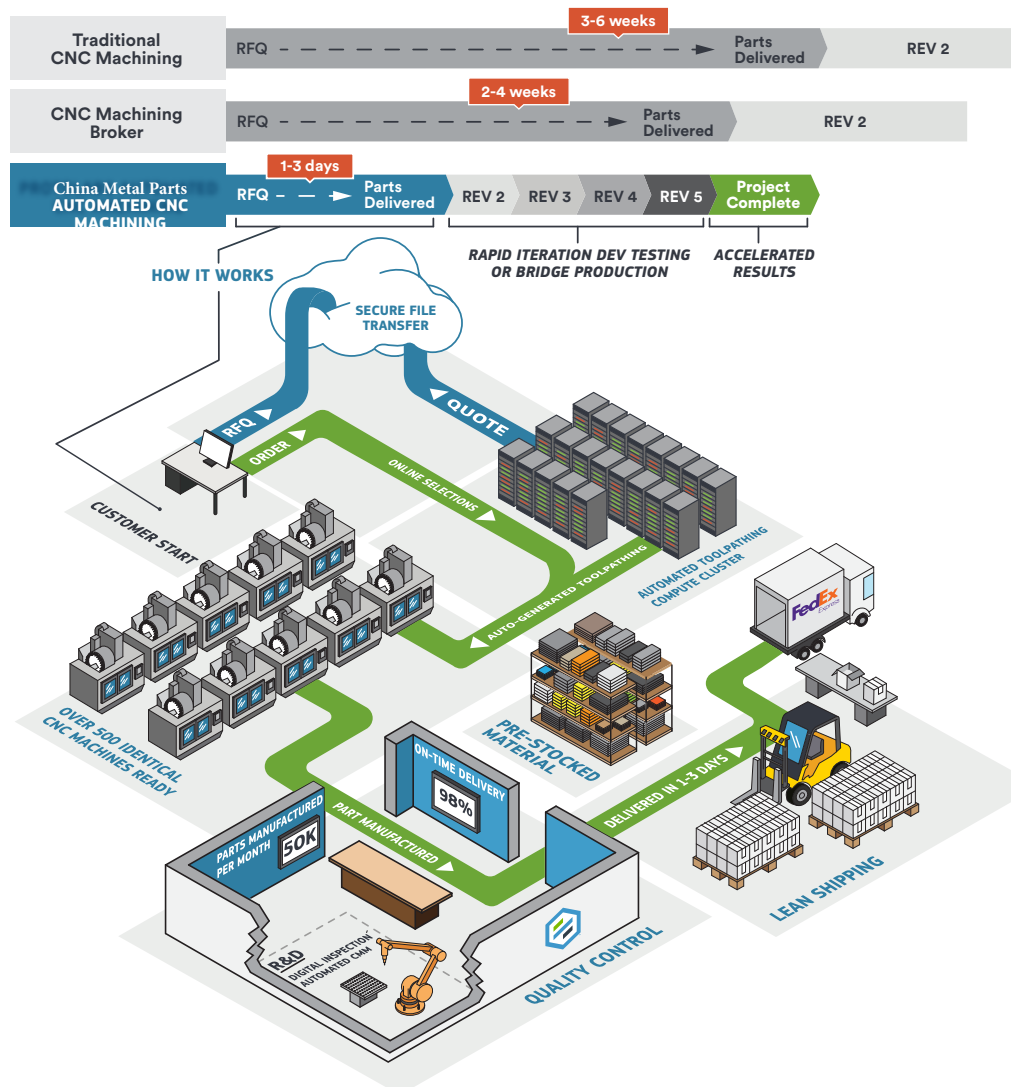 3-6 weeks
Traditional
CNC Machining
RFQ
Parts
Delivered
REV 2
2-4 weeks
CNC Machining
Broker
RFQ
Parts
Delivered
REV 2
1-3 days
China Metal Parts
AUTOMATED CNC
MACHINING
RFQ
Parts
Delivered
REV 2
REV 3
REV 4
REV 5
Project
Complete
RAPID ITERATION DEV TESTING
OR BRIDGE PRODUCTION
ACCELERATED
RESULTS
HOW IT WORKS
SECURE FILE
TRANSFER
RFQ
QUOTE
ORDER
ONLINE SELECTIONS
CUSTOMER START
AUTOMATED TOOLPATHING
COMPUTE CLUSTER
AUTO-GENERATED TOOLPATHING
FedEx
Express
OVER 500 IDENTICAL
CNC MACHINES READY
PRE-STOCKED
MATERIAL
ON-TIME DELIVERY
98%
DELIVERED IN 1-3 DAYS
PARTS MANUFACTURED
PER MONTH
50K
PART MANUFACTURED
LEAN SHIPPING
R&D
DIGITAL INSPECTION
AUTOMATED CMM
QUALITY CONTROL